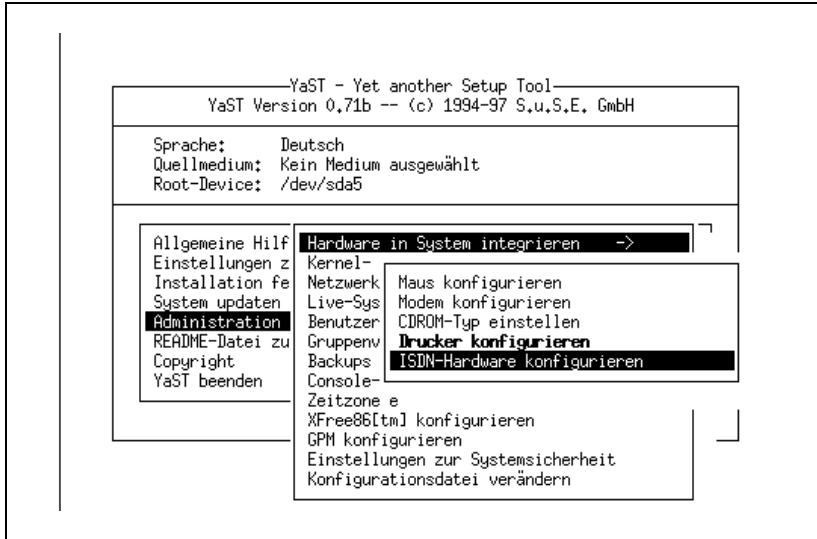 YaST - Yet another Setup Tool
YaST Version 0.71b -- (c) 1994-97 S.u.S.E. GmbH
Sprache: Deutsch
Quellmedium: Kein Medium ausgewählt
Root-Device: /dev/sda5
Allgemeine Hilf
Einstellungen z
Installation fe
System updaten
Administration
README-Datei zu
Copyright
YaST beenden
Hardware in System integrieren ->
Kernel-
Netzwerk
Live-Sys
Benutzer
Gruppenv
Backups
Console-
Zeitzone e
XFree86[tm] konfigurieren
GPM konfigurieren
Einstellungen zur Systemsicherheit
Konfigurationsdatei verändern
Maus konfigurieren
Modem konfigurieren
CDROM-Typ einstellen
Drucker konfigurieren
ISDN-Hardware konfigurieren